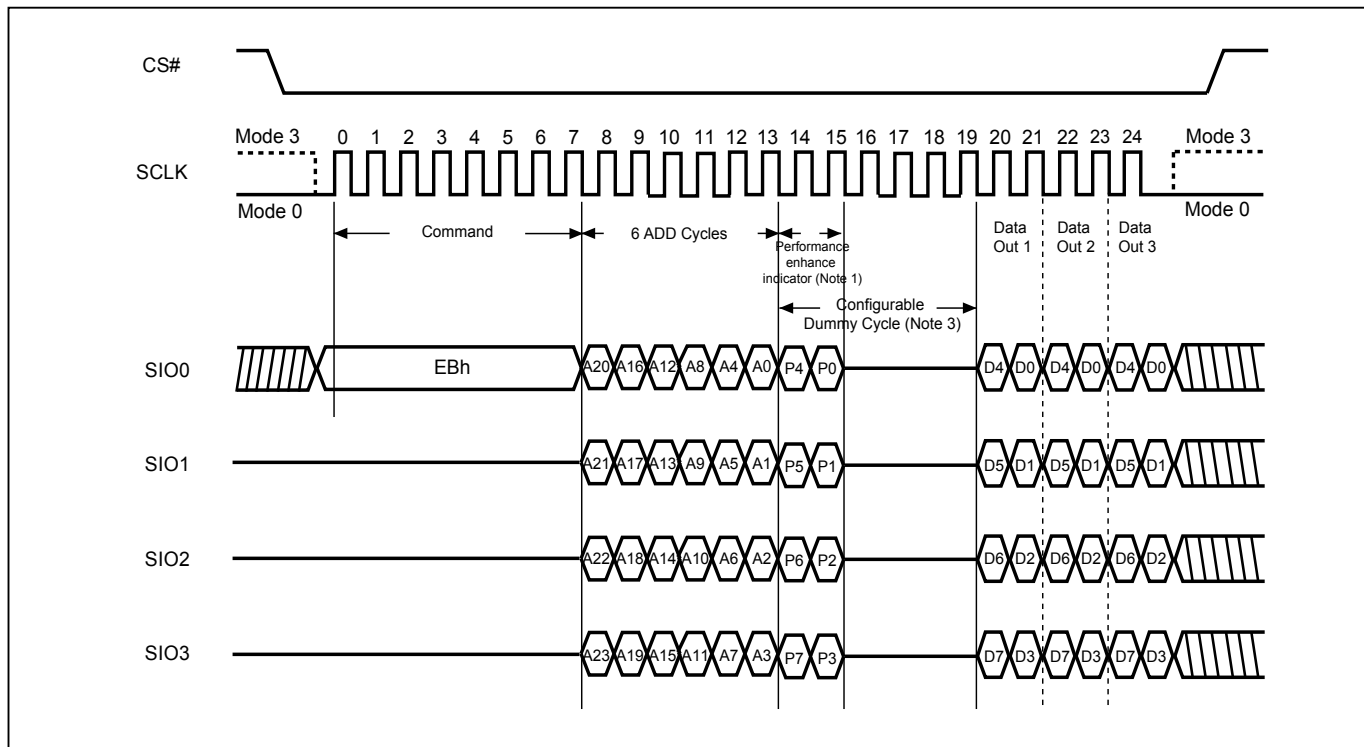 CS#
Mode 3 0 1 2 3 4 5 6 7 8 9 10 11 12 13 14 15 16 17 18 19 20 21 22 23 24 Mode 3
SCLK
Mode 0 Mode 0
Command 6 ADD Cycles Performance enhance indicator (Note 1) Data Out 1 Data Out 2 Data Out 3
Configurable
Dummy Cycle (Note 3)
SIO0 EBh A20 A16 A12 A8 A4 A0 P4 P0 D4 D0 D4 D0 D4 D0
SIO1 A21 A17 A13 A9 A5 A1 P5 P1 D5 D1 D5 D1 D5 D1
SIO2 A22 A18 A14 A10 A6 A2 P6 P2 D6 D2 D6 D2 D6 D2
SIO3 A23 A19 A15 A11 A7 A3 P7 P3 D7 D3 D7 D3 D7 D3